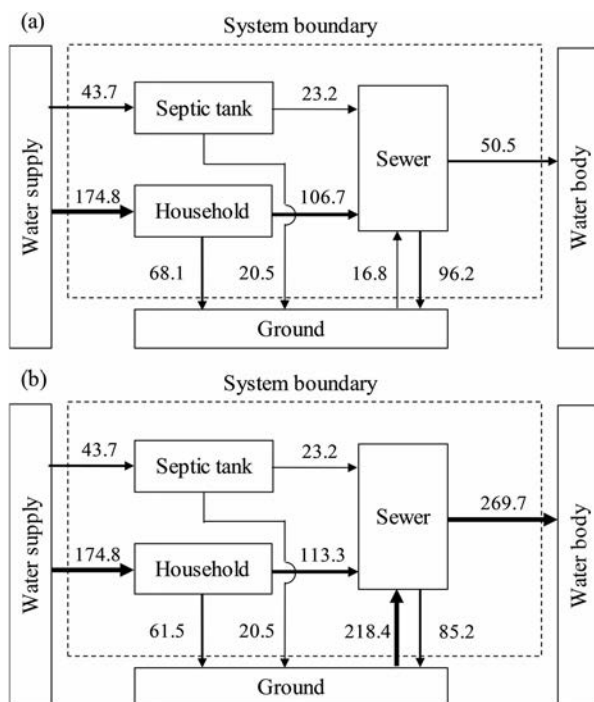 (a)
System boundary
Water supply
43.7
Septic tank
23.2
Sewer
50.5
Water body
174.8
Household
106.7
68.1
20.5
16.8
96.2
Ground
(b)
System boundary
Water supply
43.7
Septic tank
23.2
Sewer
269.7
Water body
174.8
Household
113.3
61.5
20.5
218.4
85.2
Ground